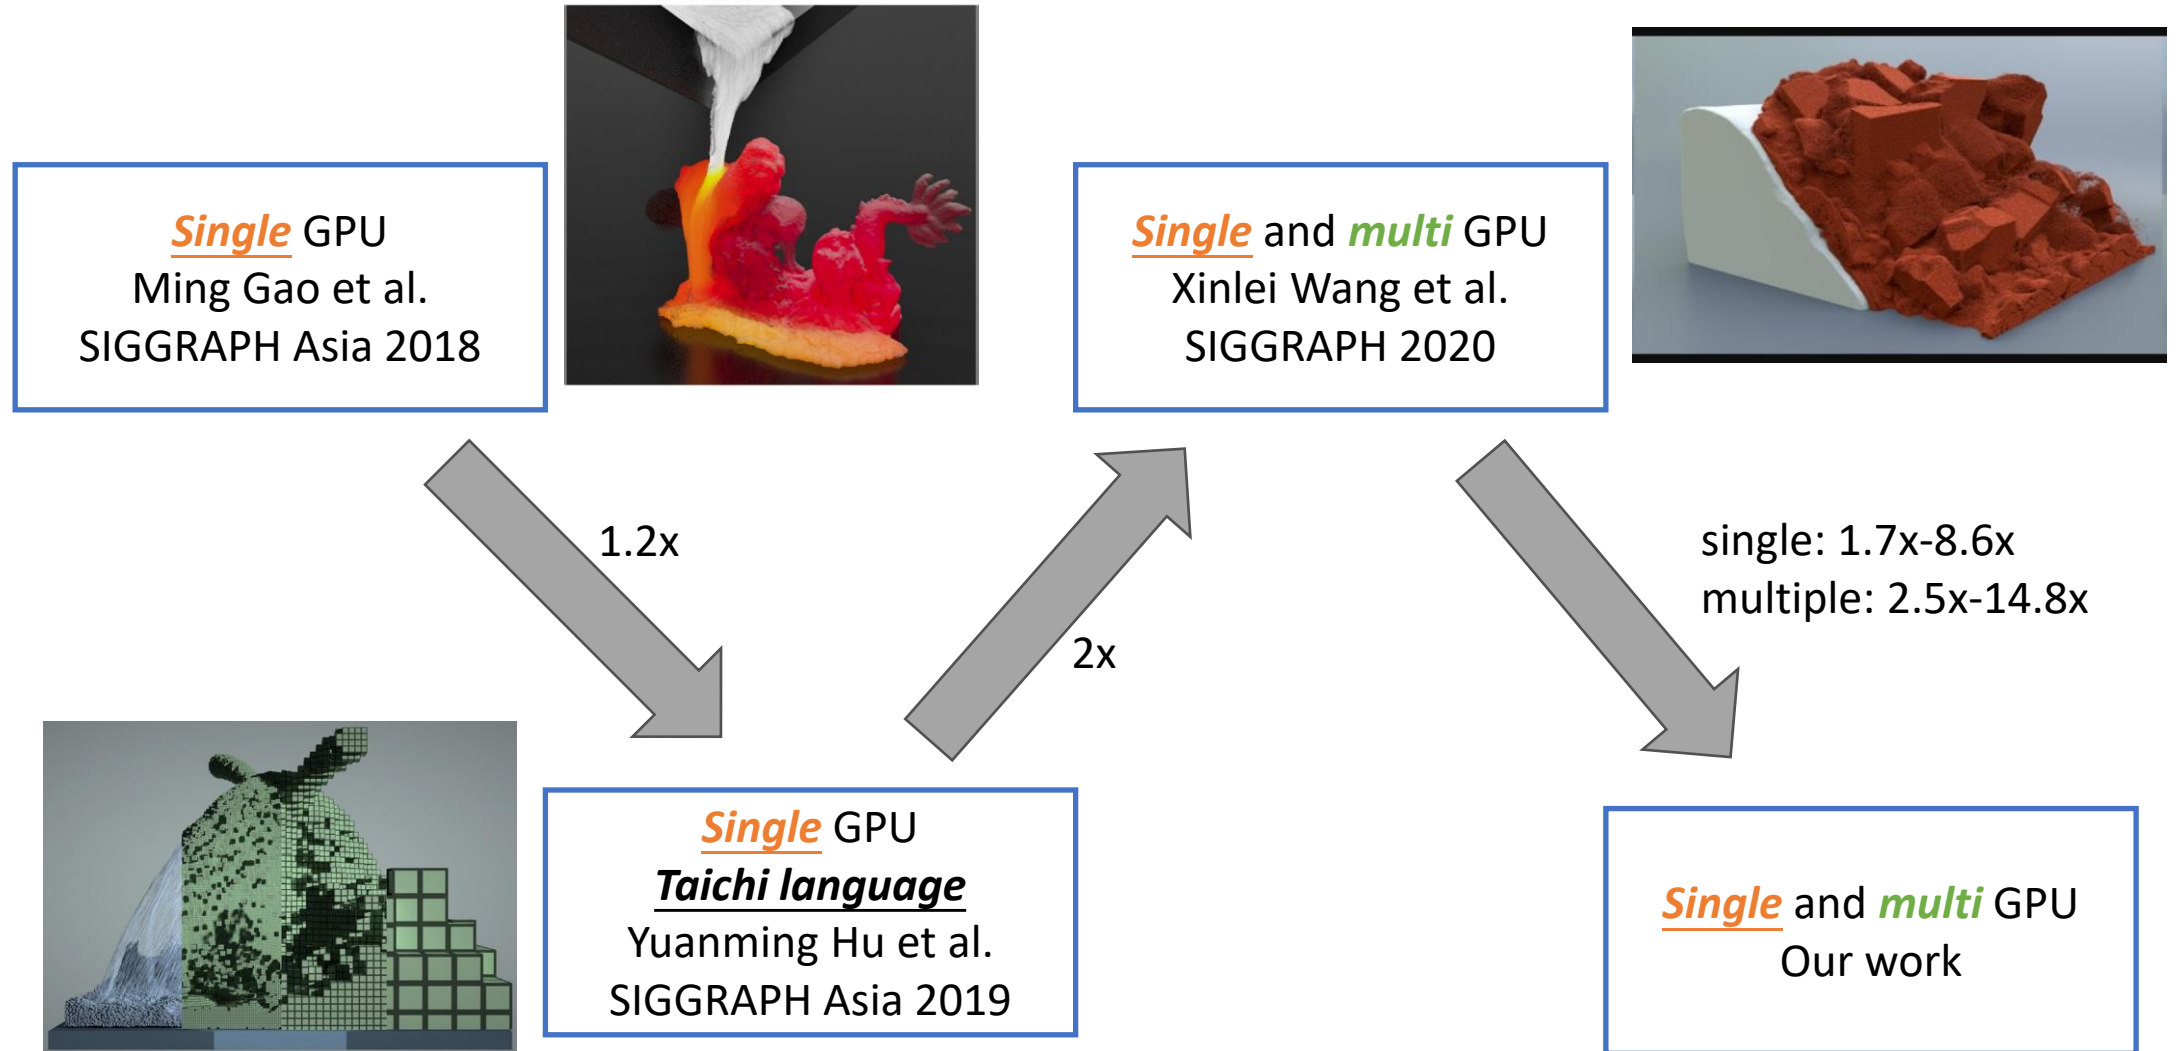 Single GPU
Ming Gao et al.
SIGGRAPH Asia 2018
1.2x
Single GPU
Taichi language
Yuanming Hu et al.
SIGGRAPH Asia 2019
2x
Single and multi GPU
Xinlei Wang et al.
SIGGRAPH 2020
single: 1.7x-8.6x
multiple: 2.5x-14.8x
Single and multi GPU
Our work